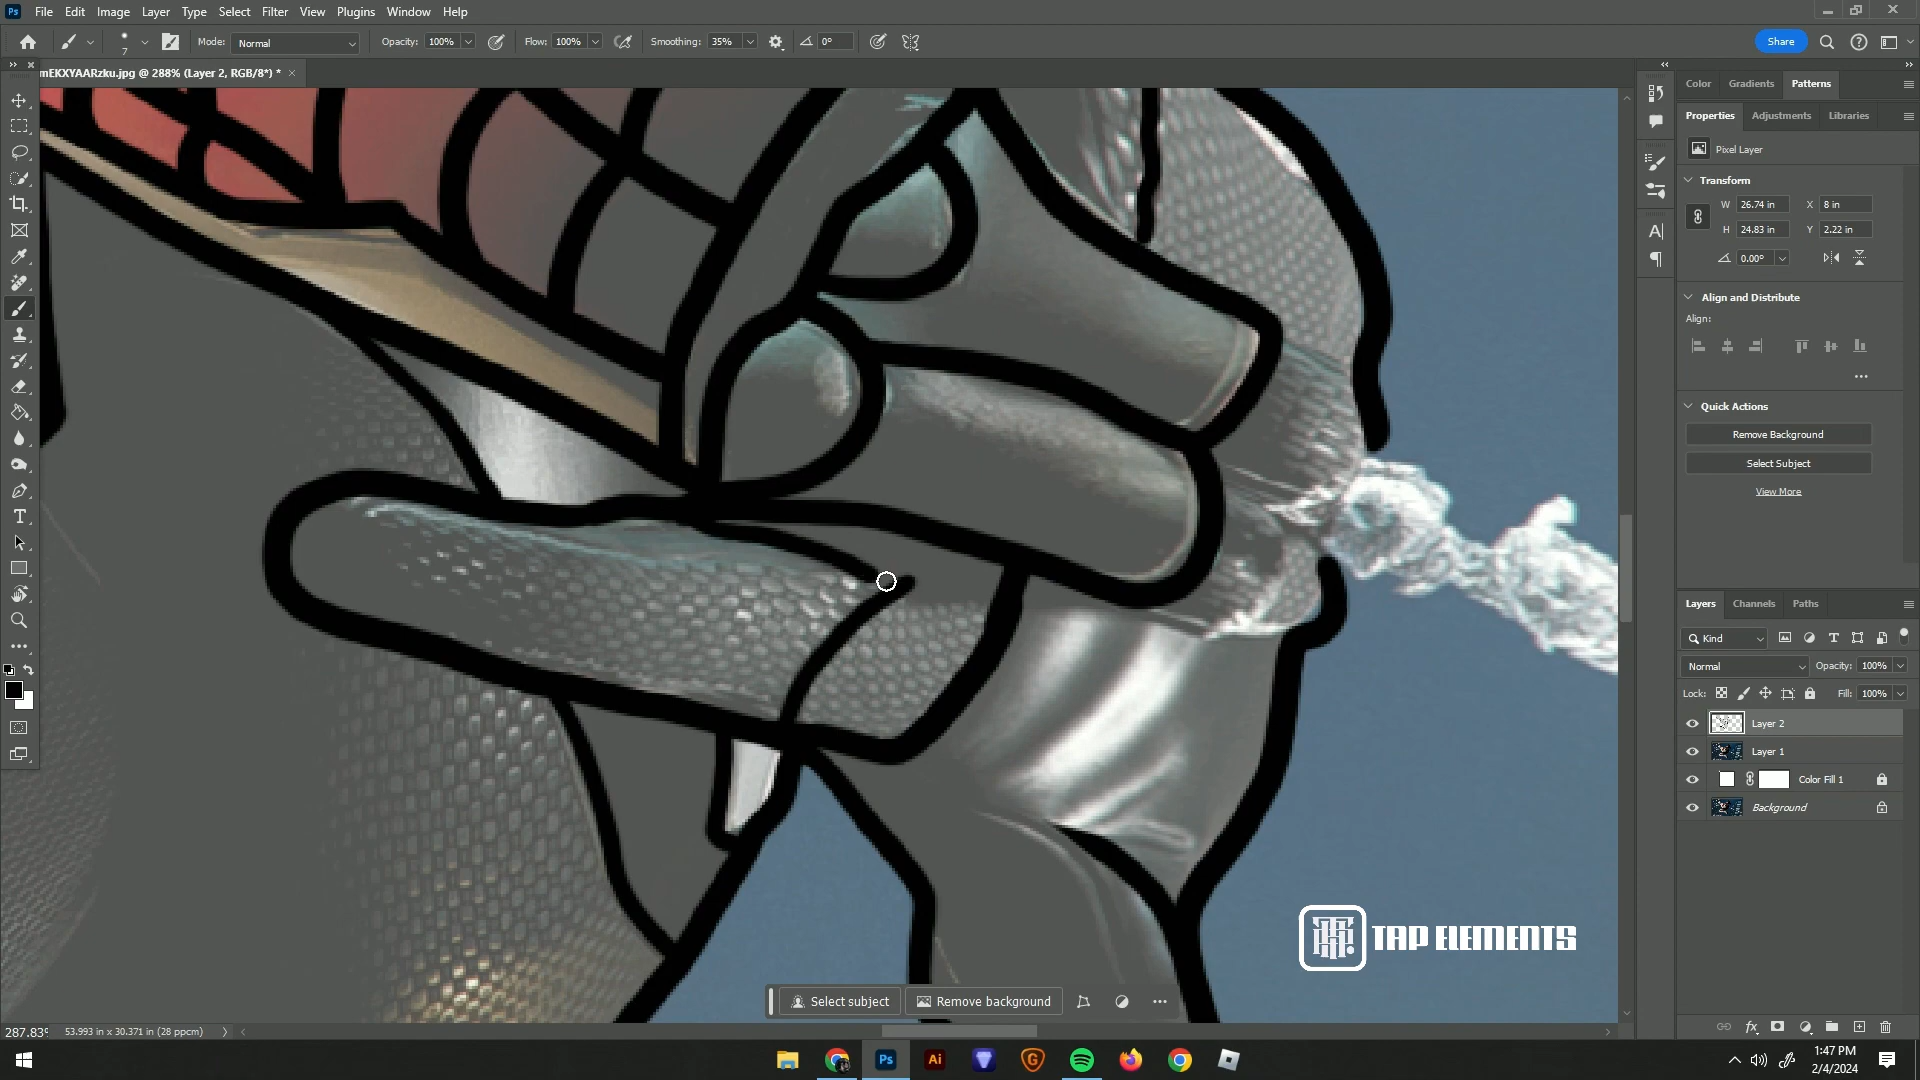 Ps File Edit Image Layer Type Select Filter View Plugins Window Help
7 Mode: Normal Opacity: 100% Flow: 100% Smoothing: 35% 0° Share
mEKXYAARzku.jpg @ 288% (Layer 2, RGB/8*) *
Color Gradients Patterns
Properties Adjustments Libraries
Pixel Layer
Transform
W 26.74 in X 8 in
H 24.83 in Y 2.22 in
0.00°
Align and Distribute
Align:
Quick Actions
Remove Background
Select Subject
View More
Layers Channels Paths
Kind
Normal Opacity: 100%
Lock: Fill: 100%
Layer 2
Layer 1
Color Fill 1
Background
TAP ELEMENTS
Select subject Remove background
287.83% 53.993 in x 30.371 in (28 ppcm)
Ps Ai
1:47 PM
2/4/2024